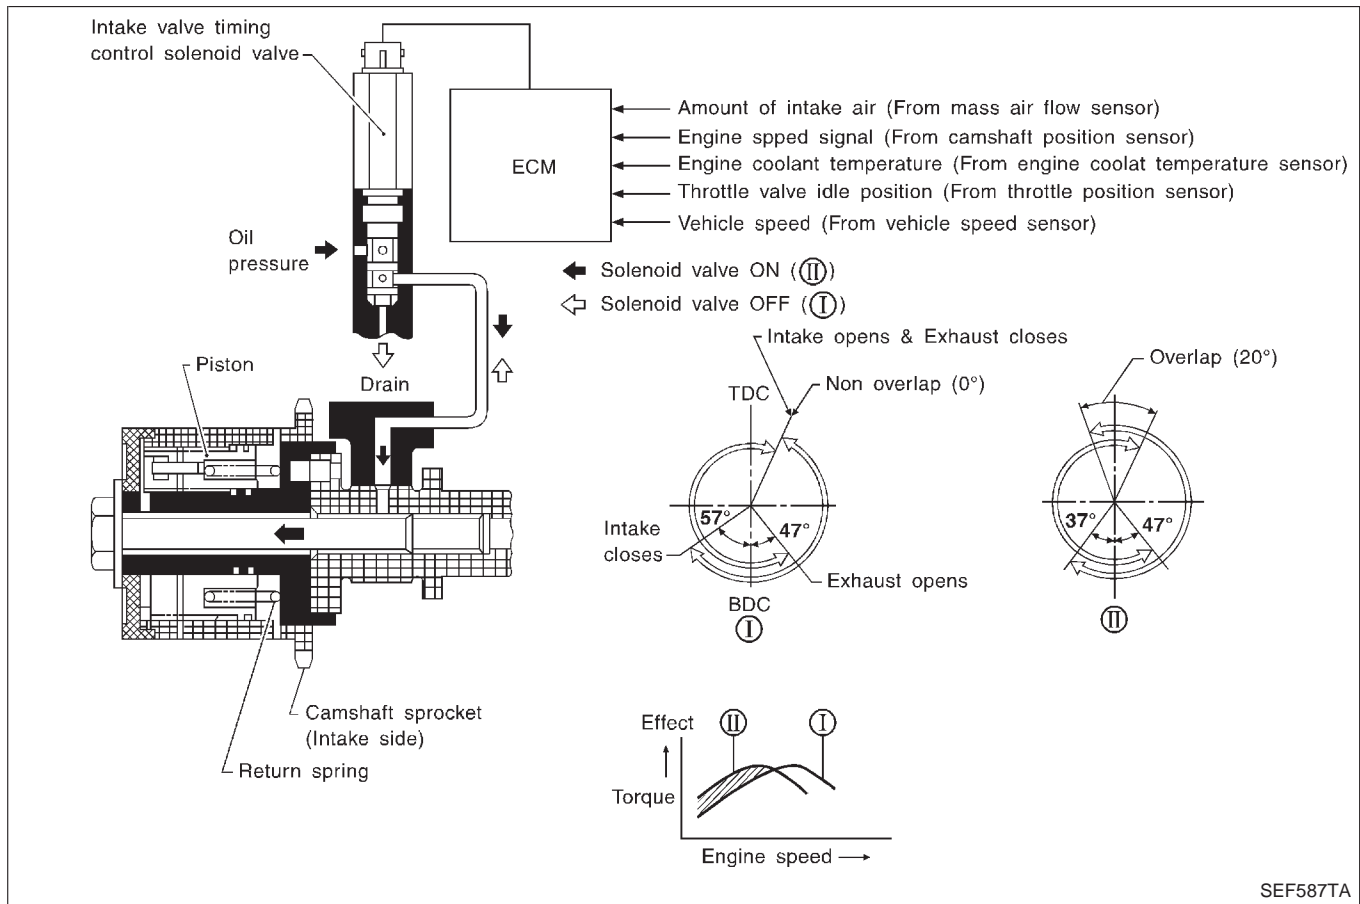 Intake valve timing
control solenoid valve
ECM
Amount of intake air (From mass air flow sensor)
Engine spped signal (From camshaft position sensor)
Engine coolant temperature (From engine coolat temperature sensor)
Throttle valve idle position (From throttle position sensor)
Vehicle speed (From vehicle speed sensor)
Oil
pressure
Solenoid valve ON (Ⅱ)
Solenoid valve OFF (Ⅰ)
Drain
Piston
Camshaft sprocket
(Intake side)
Return spring
Intake opens & Exhaust closes
TDC
Non overlap (0°)
57°
47°
Intake
closes
Exhaust opens
BDC
Ⅰ
Overlap (20°)
37°
47°
Ⅱ
Effect
Ⅱ
Ⅰ
Torque
Engine speed
SEF587TA